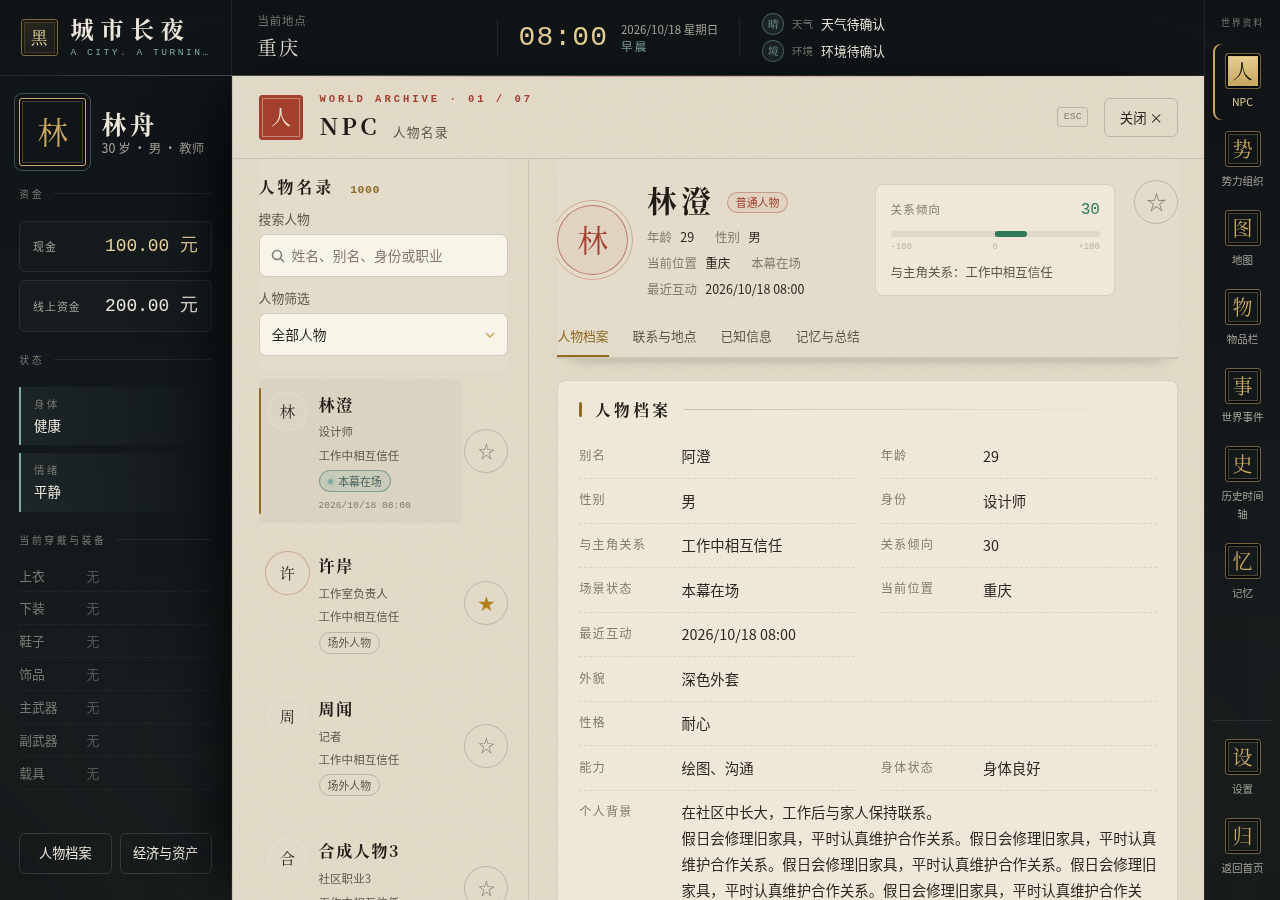 黑
城市长夜
A CITY. A TURNIN…
林
林舟
30 岁 · 男 · 教师
资金
现金 100.00 元
线上资金 200.00 元
状态
身体
健康
情绪
平静
当前穿戴与装备
上衣 无
下装 无
鞋子 无
饰品 无
主武器 无
副武器 无
载具 无
人物档案 经济与资产
当前地点
重庆
08:00
2026/10/18 星期日
早晨
晴 天气 天气待确认
境 环境 环境待确认
人
WORLD ARCHIVE · 01 / 07
NPC 人物名录
ESC
关闭 ×
人物名录 1000
搜索人物
姓名、别名、身份或职业
人物筛选
全部人物
林
林澄
设计师
工作中相互信任
本幕在场
2026/10/18 08:00
☆
许
许岸
工作室负责人
工作中相互信任
场外人物
★
周
周闻
记者
工作中相互信任
场外人物
☆
合
合成人物3
社区职业3
☆
林
林澄 普通人物
年龄 29 性别 男
当前位置 重庆 本幕在场
最近互动 2026/10/18 08:00
关系倾向 30
-100 0 +100
与主角关系：工作中相互信任
☆
人物档案 联系与地点 已知信息 记忆与总结
人物档案
别名 阿澄 年龄 29
性别 男 身份 设计师
与主角关系 工作中相互信任 关系倾向 30
场景状态 本幕在场 当前位置 重庆
最近互动 2026/10/18 08:00
外貌 深色外套
性格 耐心
能力 绘图、沟通 身体状态 身体良好
个人背景 在社区中长大，工作后与家人保持联系。
假日会修理旧家具，平时认真维护合作关系。假日会修理旧家具，平时认真
维护合作关系。假日会修理旧家具，平时认真维护合作关系。假日会修理旧
家具，平时认真维护合作关系。假日会修理旧家具，平时认真维护合作关
世界资料
人
NPC
势
势力组织
图
地图
物
物品栏
事
世界事件
史
历史时间
轴
忆
记忆
设
设置
归
返回首页